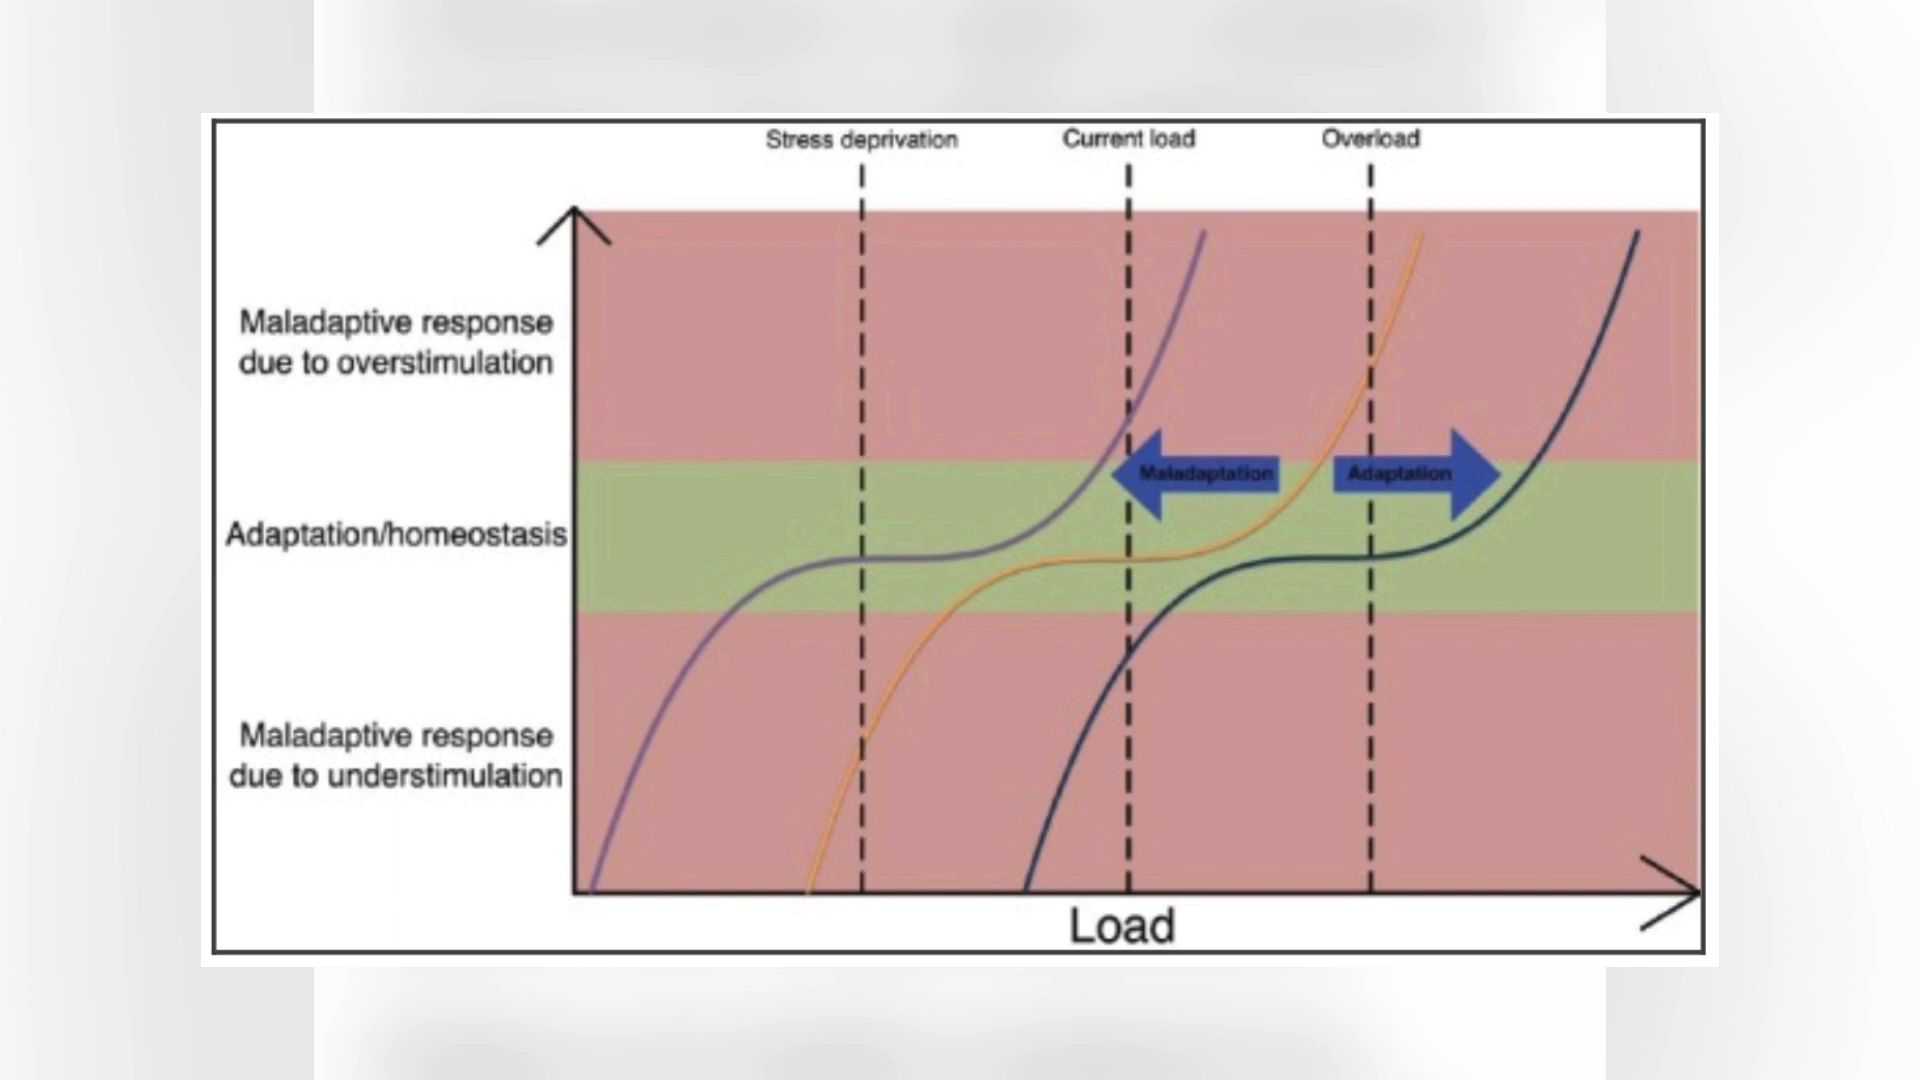 Stress deprivation
Current load
Overload
Maladaptive response
due to overstimulation
Maladaptation
Adaptation
Adaptation/homeostasis
Maladaptive response
due to understimulation
Load